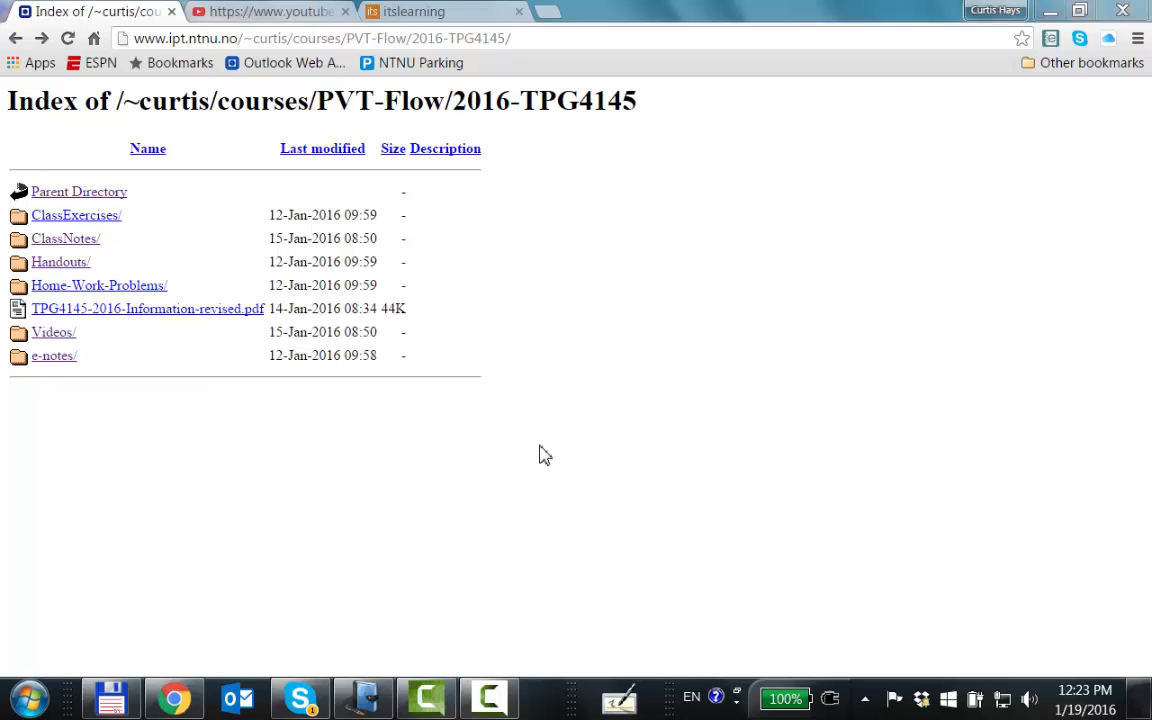 Index of /~curtis/cou
https://www.youtube
itslearning
Curtis Hays
www.ipt.ntnu.no/~curtis/courses/PVT-Flow/2016-TPG4145/
Apps ESPN Bookmarks Outlook Web A... NTNU Parking Other bookmarks
Index of /~curtis/courses/PVT-Flow/2016-TPG4145
Name Last modified Size Description
Parent Directory -
ClassExercises/ 12-Jan-2016 09:59 -
ClassNotes/ 15-Jan-2016 08:50 -
Handouts/ 12-Jan-2016 09:59 -
Home-Work-Problems/ 12-Jan-2016 09:59 -
TPG4145-2016-Information-revised.pdf 14-Jan-2016 08:34 44K
Videos/ 15-Jan-2016 08:50 -
e-notes/ 12-Jan-2016 09:58 -
EN 100% 12:23 PM
1/19/2016